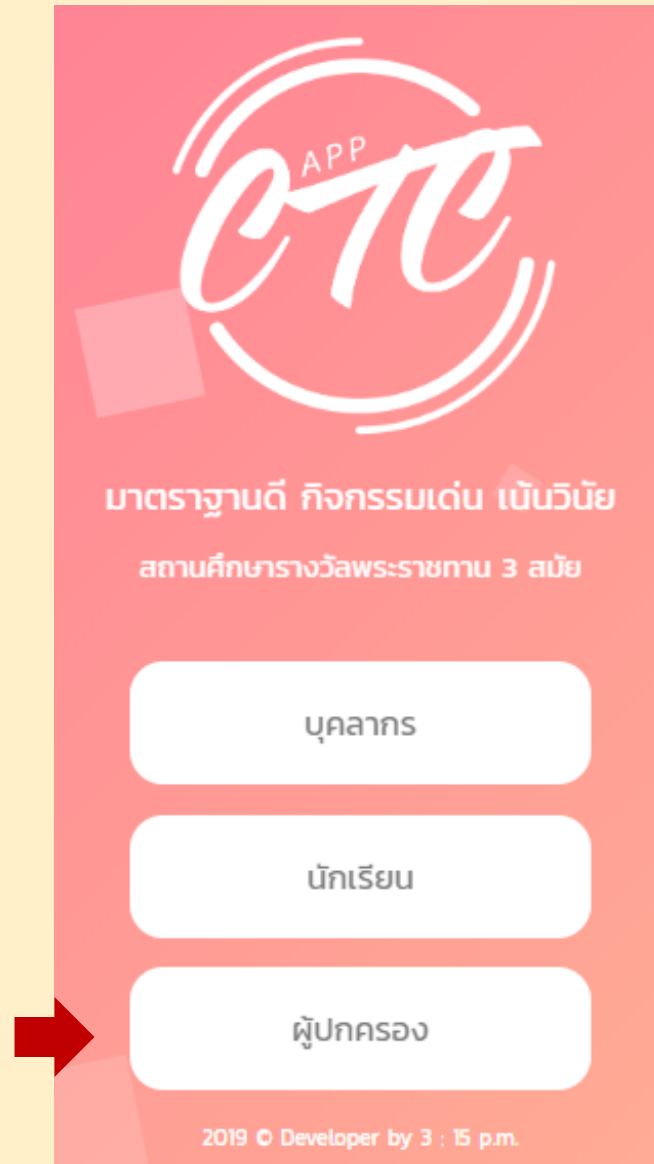 APP
CTC
มาตราฐานดี กิจกรรมเด่น เน้นวินัย
สถานศึกษารางวัลพระราชทาน 3 สมัย
บุคลากร
นักเรียน
ผู้ปกครอง
2019 © Developer by 3 : 15 p.m.